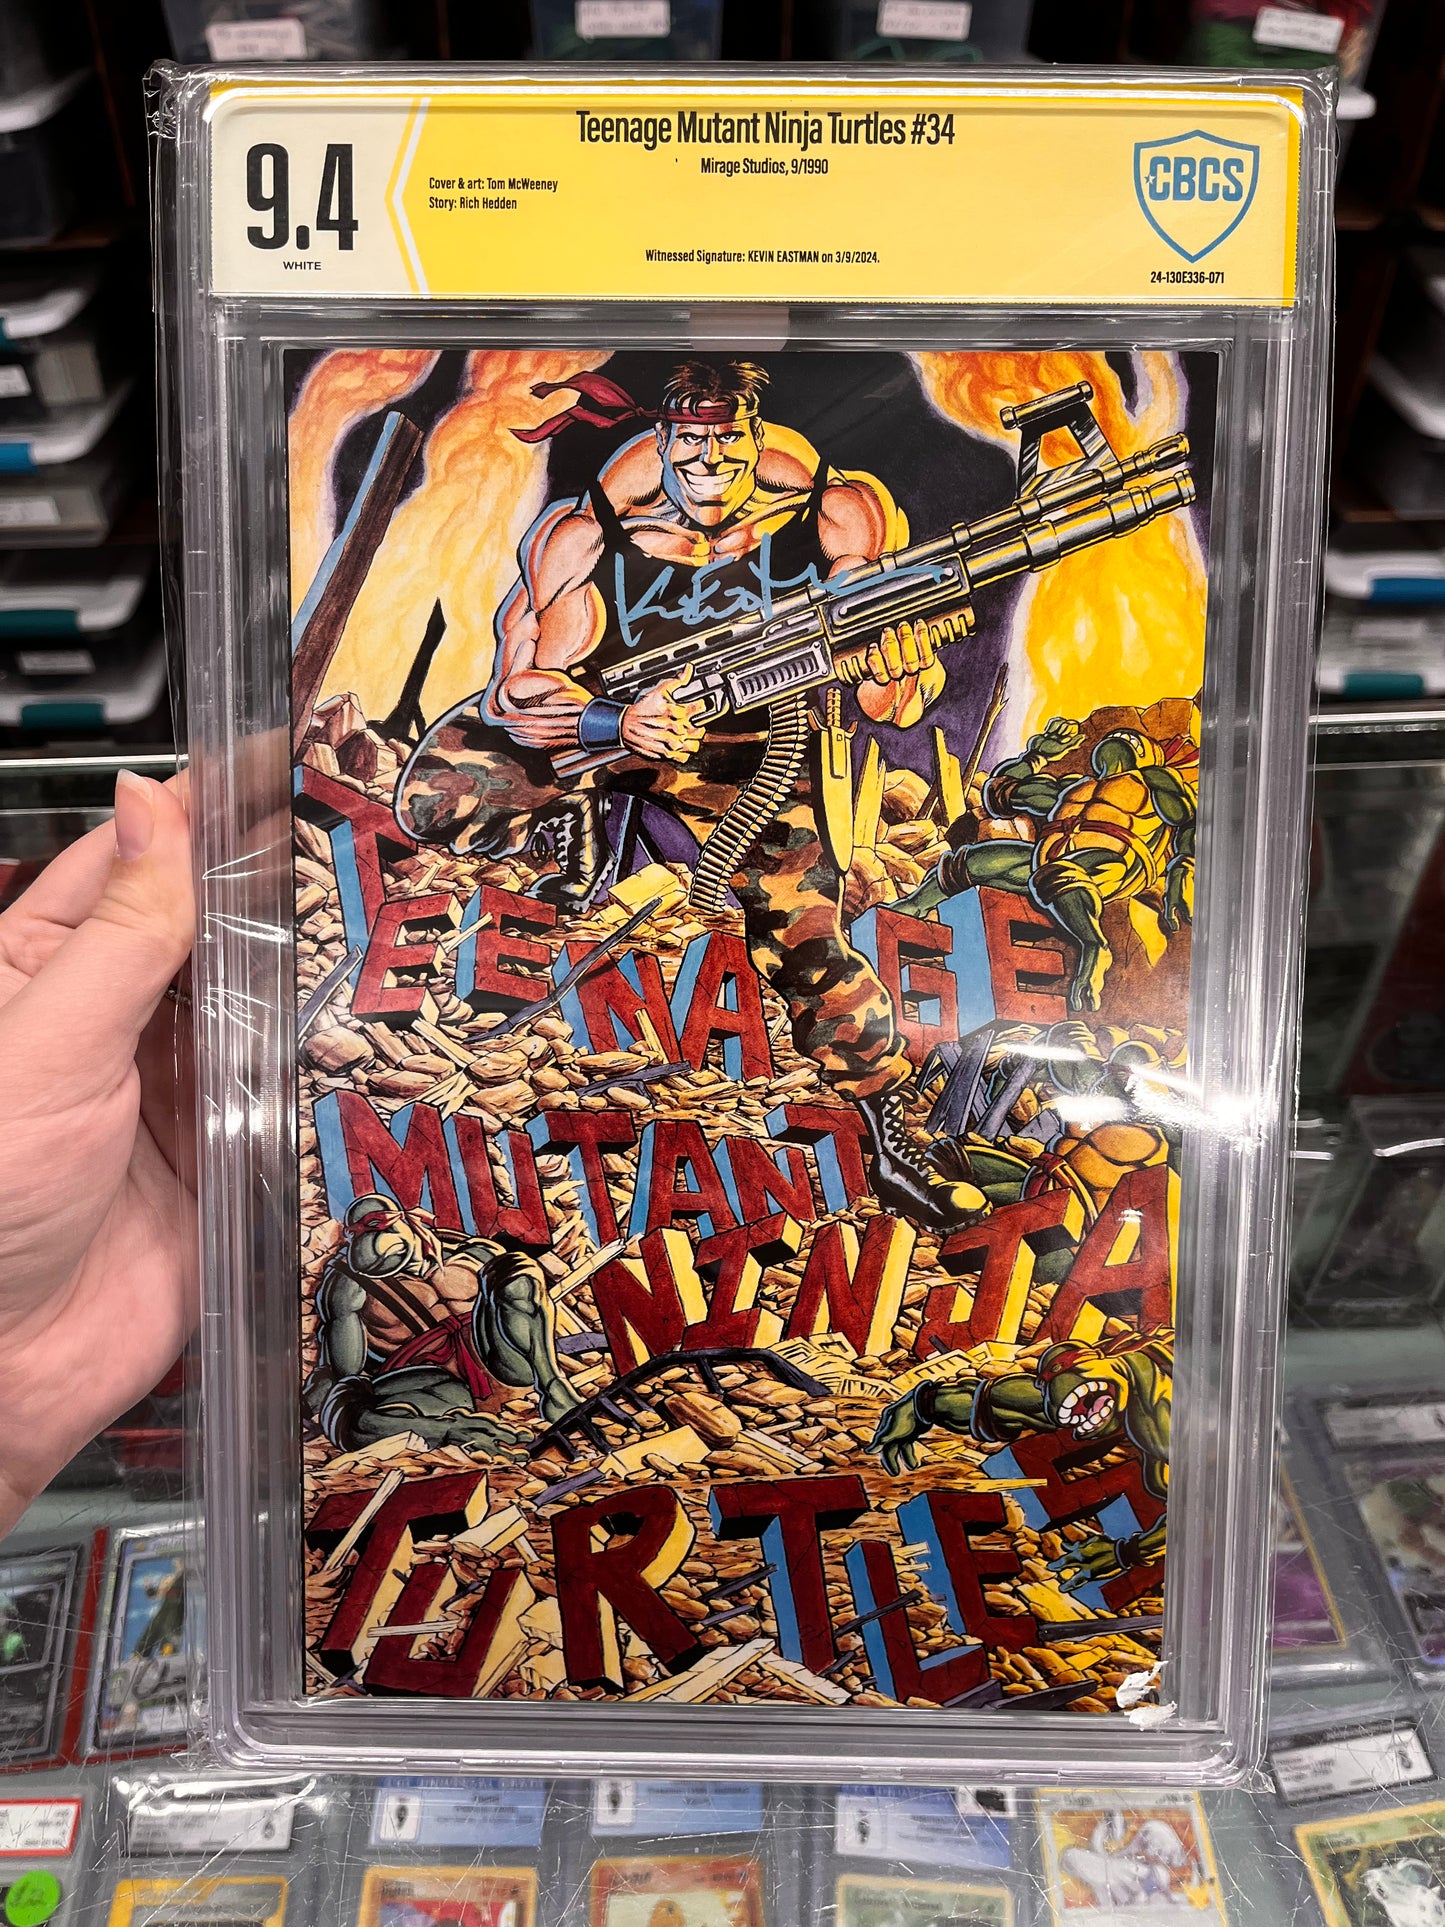 Teenage Mutant Ninja Turtles #34
Mirage Studios, 9/1990
9.4
WHITE
Cover & art: Tom McWeeney
Story: Rich Hedden
Witnessed Signature: KEVIN EASTMAN on 3/9/2024.
CBCS
24-130E336-071
TEENAGE
MUTANT
NINJA
TURTLES